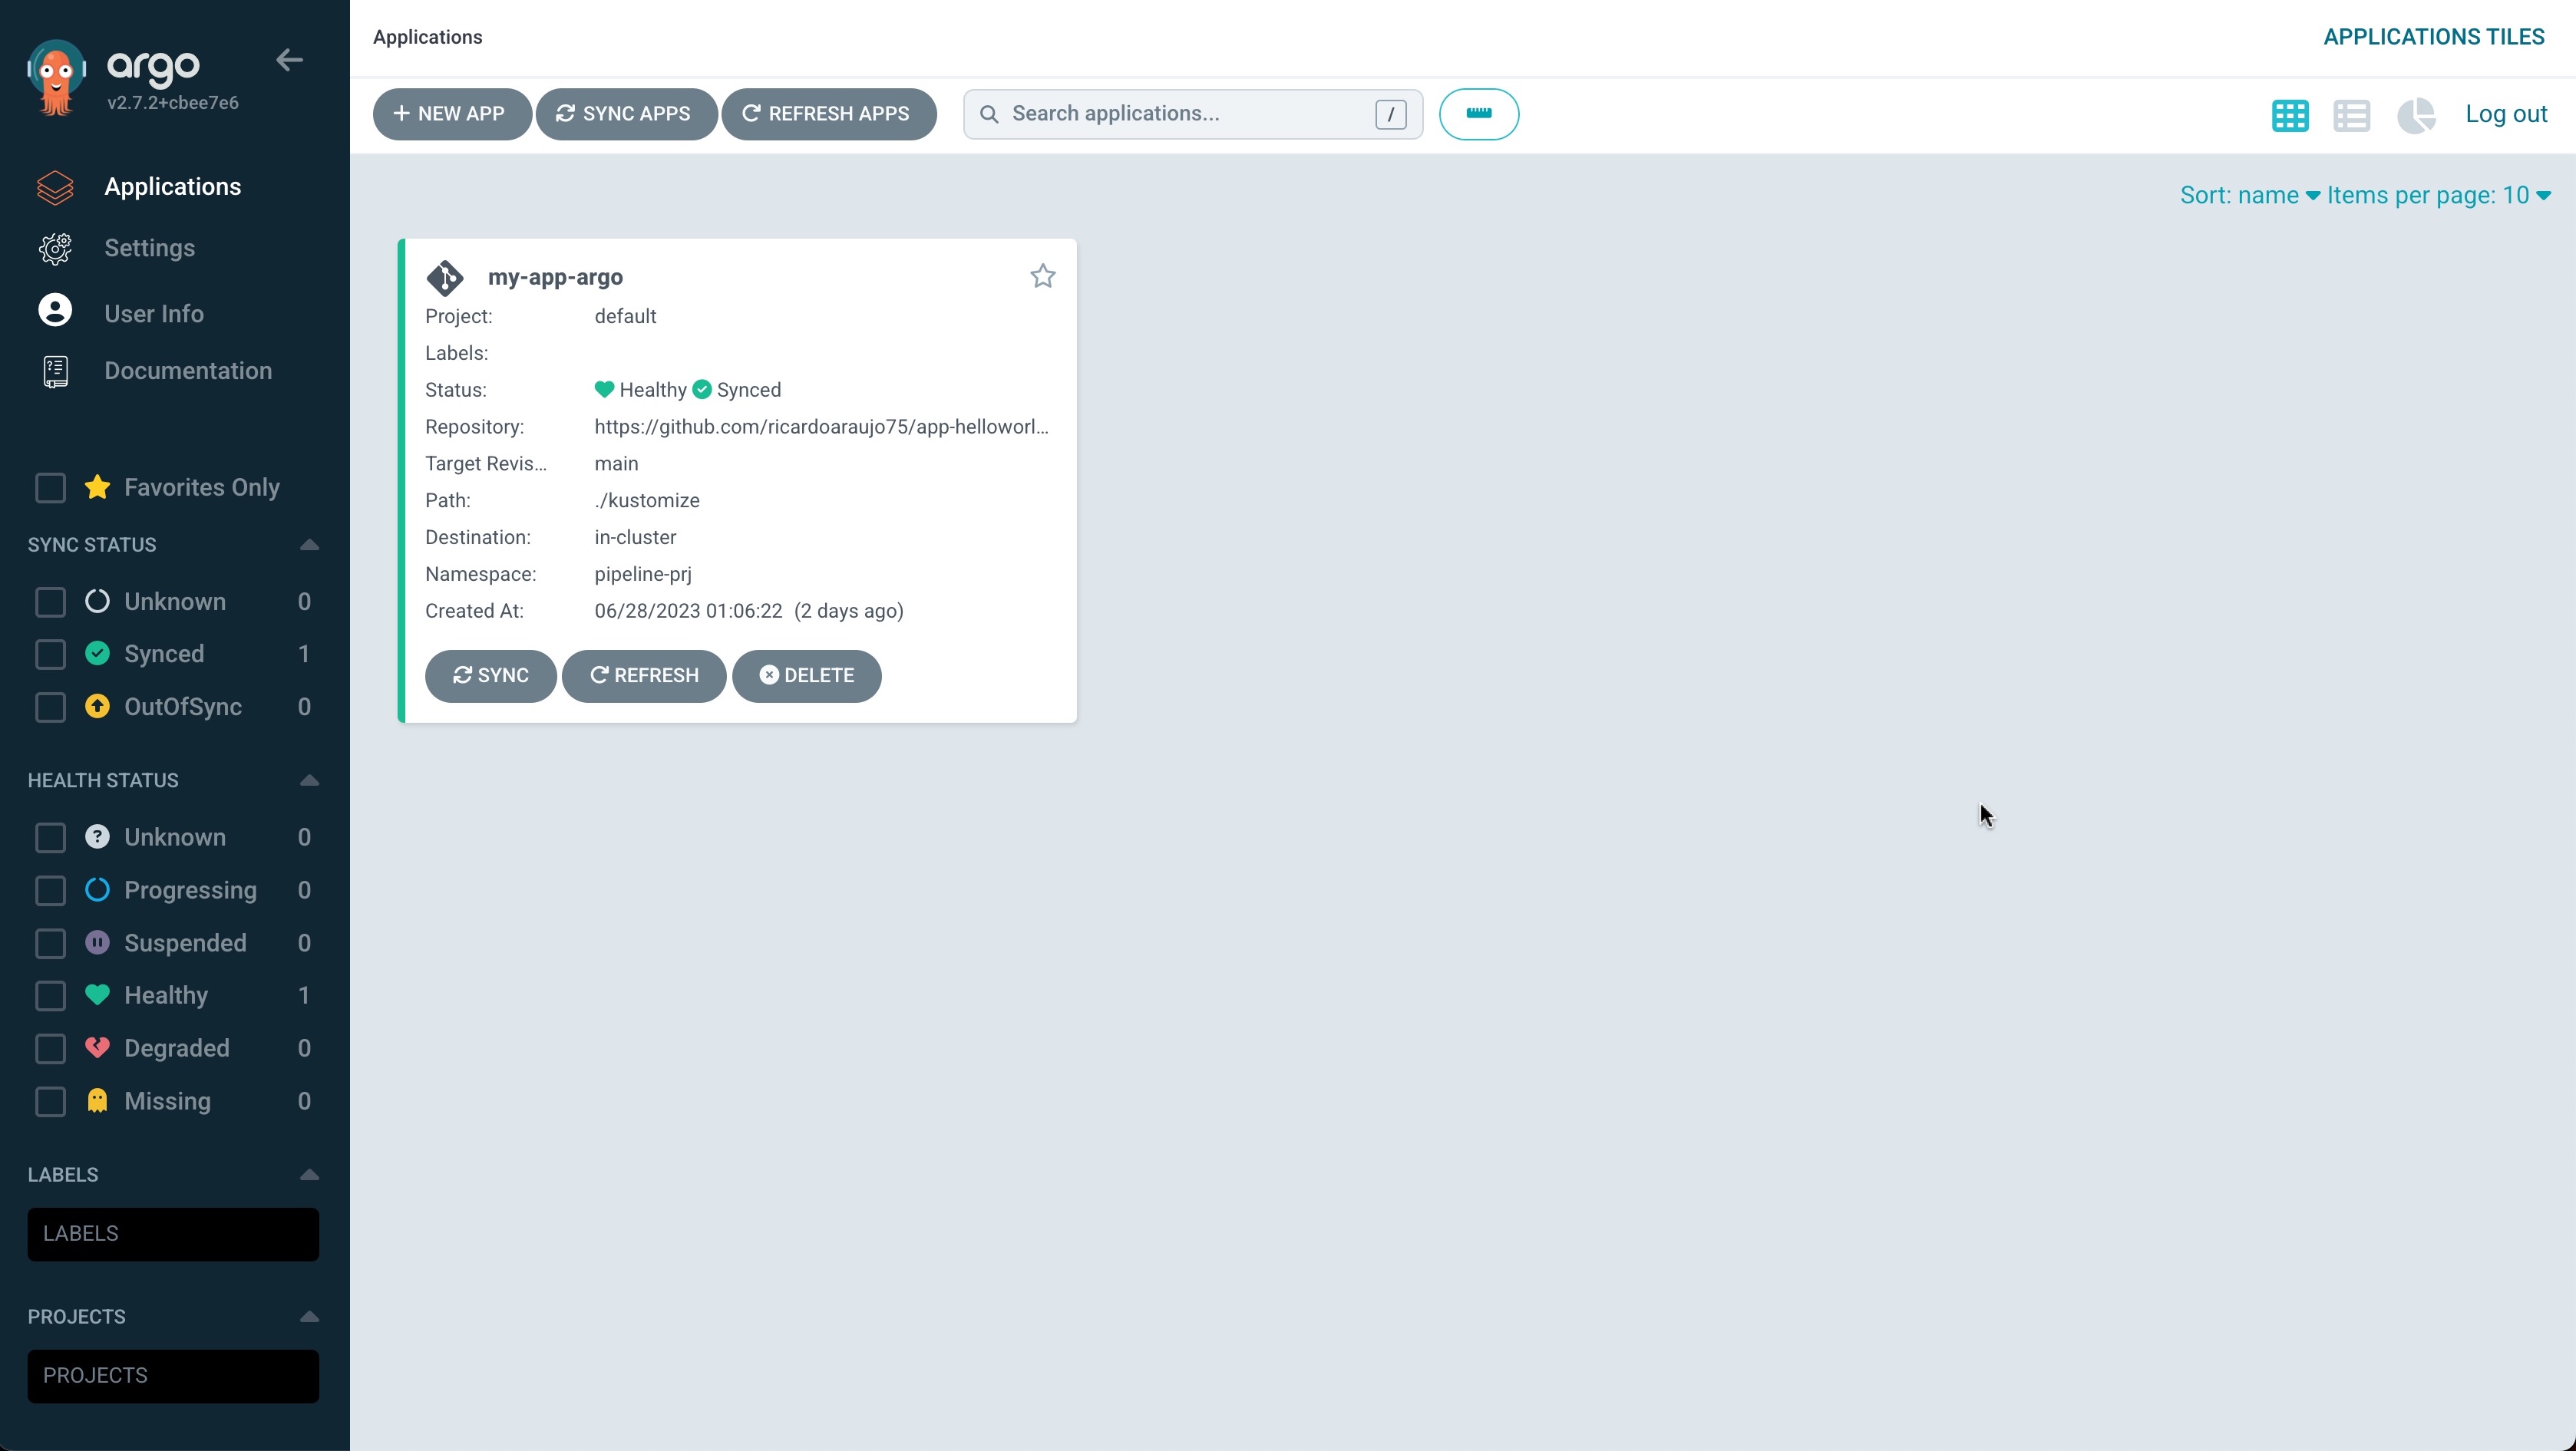 argo
v2.7.2+cbee7e6
Applications
Settings
User Info
Documentation
Favorites Only
SYNC STATUS
Unknown 0
Synced 1
OutOfSync 0
HEALTH STATUS
Unknown 0
Progressing 0
Suspended 0
Healthy 1
Degraded 0
Missing 0
LABELS
LABELS
PROJECTS
PROJECTS
Applications APPLICATIONS TILES
+ NEW APP SYNC APPS REFRESH APPS Search applications... / Log out
Sort: name Items per page: 10
my-app-argo
Project: default
Labels:
Status: Healthy Synced
Repository: https://github.com/ricardoaraujo75/app-helloworl...
Target Revis... main
Path: ./kustomize
Destination: in-cluster
Namespace: pipeline-prj
Created At: 06/28/2023 01:06:22 (2 days ago)
SYNC REFRESH DELETE